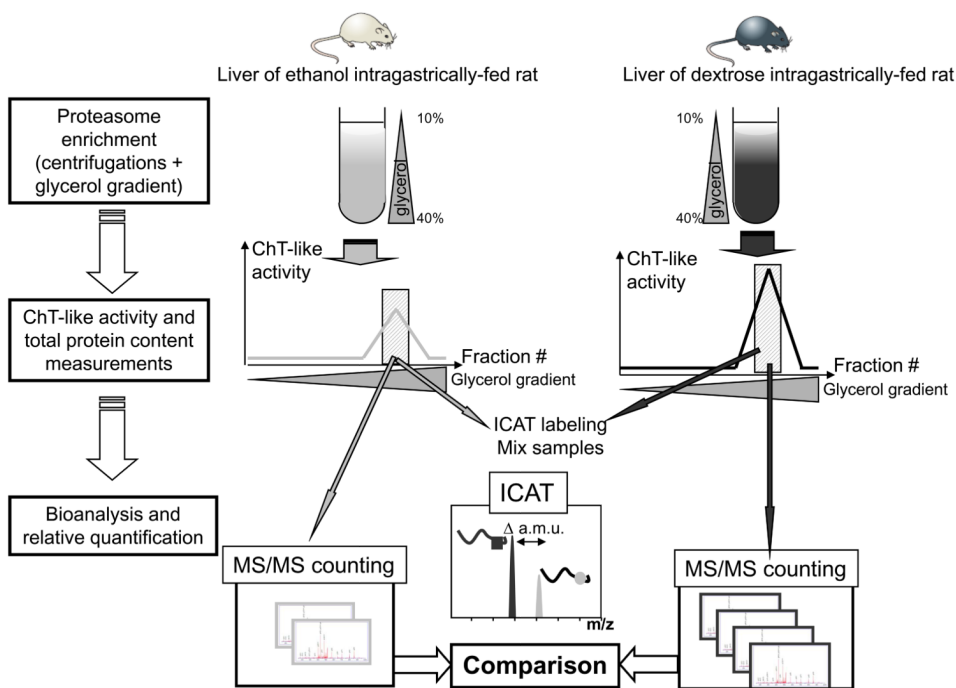 Liver of ethanol intragastrically-fed rat
Liver of dextrose intragastrically-fed rat
Proteasome
enrichment
(centrifugations +
glycerol gradient)
10%
glycerol
40%
10%
glycerol
40%
ChT-like
activity
ChT-like
activity
ChT-like activity and
total protein content
measurements
Fraction #
Glycerol gradient
Fraction #
Glycerol gradient
ICAT labeling
Mix samples
Bioanalysis and
relative quantification
ICAT
Δ a.m.u.
m/z
MS/MS counting
MS/MS counting
Comparison